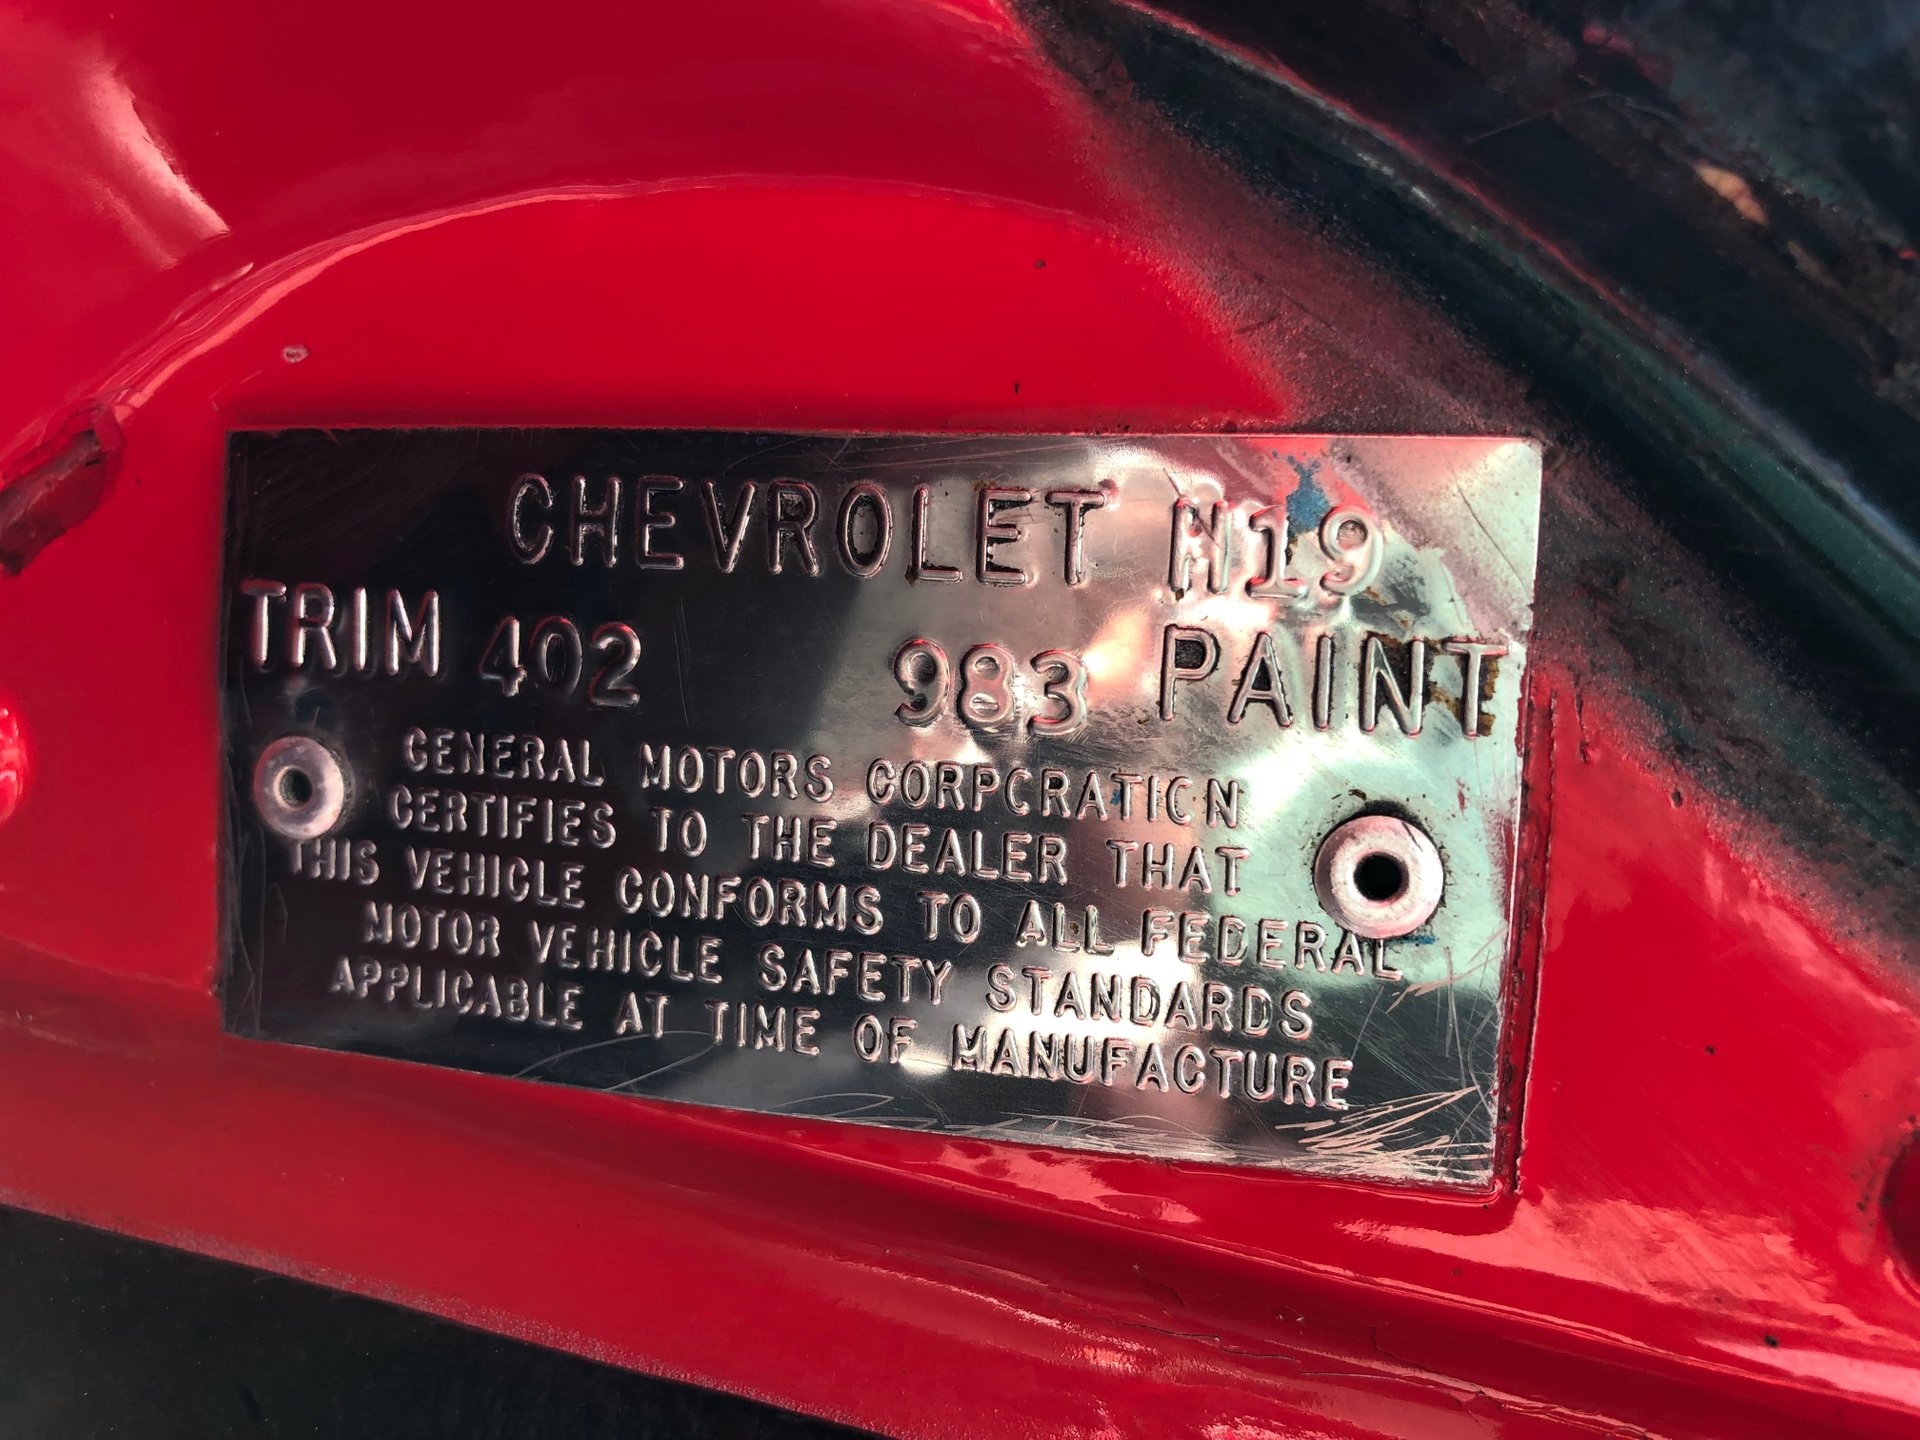 CHEVROLET N19
TRIM 402 983 PAINT
GENERAL MOTORS CORPCRATICN
CERTIFIES TO THE DEALER THAT
THIS VEHICLE CONFORMS TO ALL FEDERAL
MOTOR VEHICLE SAFETY STANDARDS
APPLICABLE AT TIME OF MANUFACTURE